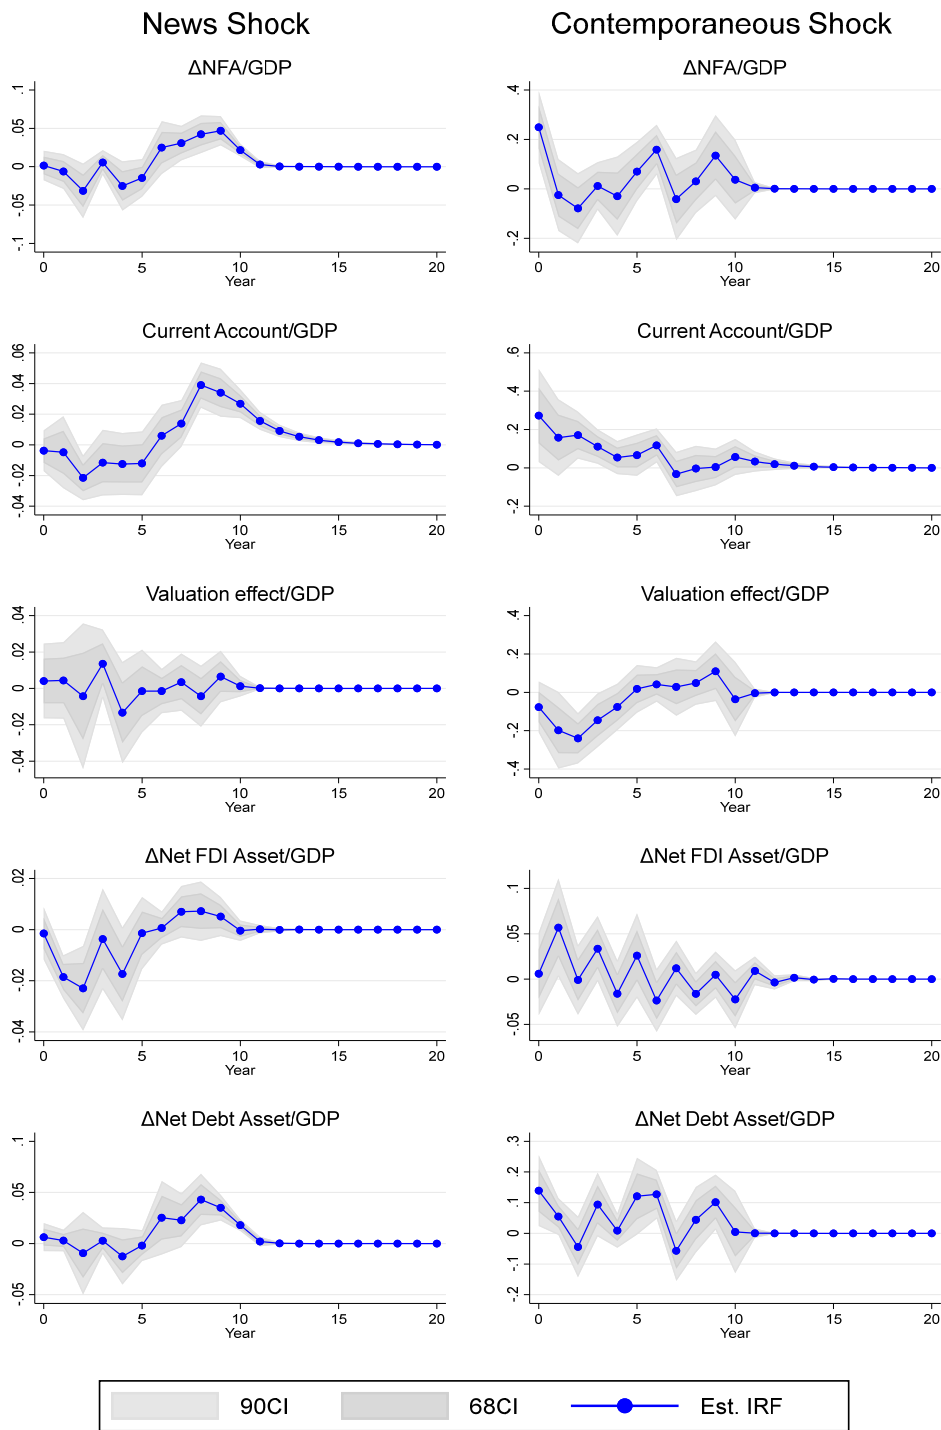 News Shock
Contemporaneous Shock
ΔNFA/GDP
.1
.05
0
-.05
-.1
0 5 10 15 20
Year
ΔNFA/GDP
.4
.2
0
-.2
0 5 10 15 20
Year
Current Account/GDP
.06
.04
.02
0
-.02
-.04
0 5 10 15 20
Year
Current Account/GDP
.6
.4
.2
0
-.2
0 5 10 15 20
Year
Valuation effect/GDP
.04
.02
0
-.02
-.04
0 5 10 15 20
Year
Valuation effect/GDP
.4
.2
0
-.2
-.4
0 5 10 15 20
Year
ΔNet FDI Asset/GDP
.02
0
-.02
-.04
0 5 10 15 20
Year
ΔNet FDI Asset/GDP
.1
.05
0
-.05
0 5 10 15 20
Year
ΔNet Debt Asset/GDP
.1
.05
0
-.05
0 5 10 15 20
Year
ΔNet Debt Asset/GDP
.3
.2
.1
0
-.1
-.2
0 5 10 15 20
Year
90CI 68CI Est. IRF